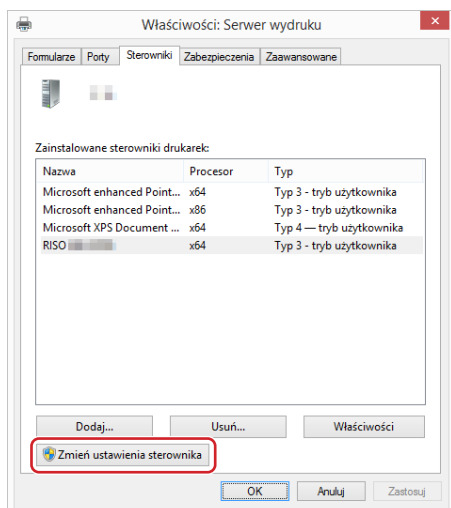 Właściwości: Serwer wydruku
Formularze Porty Sterowniki Zabezpieczenia Zaawansowane
Zainstalowane sterowniki drukarek:
Nazwa Procesor Typ
Microsoft enhanced Point... x64 Typ 3 - tryb użytkownika
Microsoft enhanced Point... x86 Typ 3 - tryb użytkownika
Microsoft XPS Document ... x64 Typ 4 — tryb użytkownika
RISO x64 Typ 3 - tryb użytkownika
Dodaj... Usuń... Właściwości
Zmień ustawienia sterownika
OK Anuluj Zastosuj